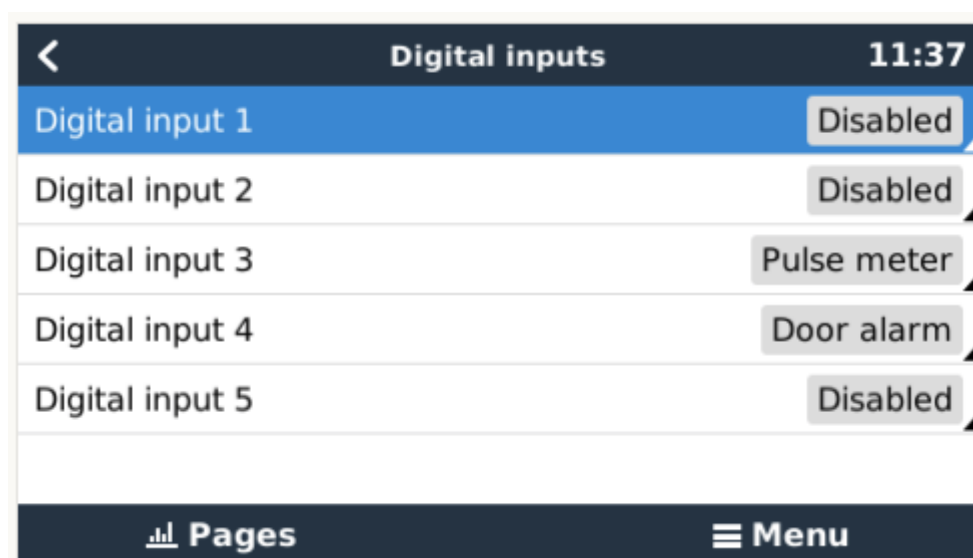 Digital inputs 11:37
Digital input 1 Disabled
Digital input 2 Disabled
Digital input 3 Pulse meter
Digital input 4 Door alarm
Digital input 5 Disabled
Pages Menu